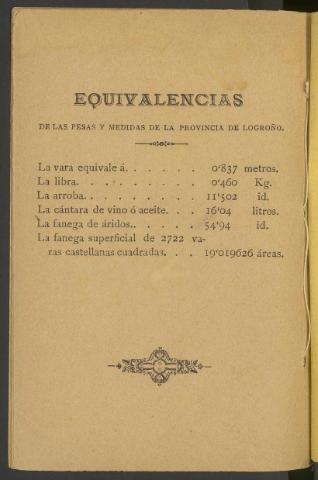 EQUIVALENCIAS
DE LAS PESAS Y MEDIDAS DE LA PROVINCIA DE LOGROÑO.
La vara equivale á. . . . . . 0'837 metros.
La libra. . . . . . . . . 0'460 Kg.
La arroba. . . . . . . . . 11'502 id.
La cántara de vino ó aceite. . . 16'04 litros.
La fanega de áridos.. . . . . 54'94 id.
La fanega superficial de 2722 va-
ras castellanas cuadradas. . . 19'019626 áreas.